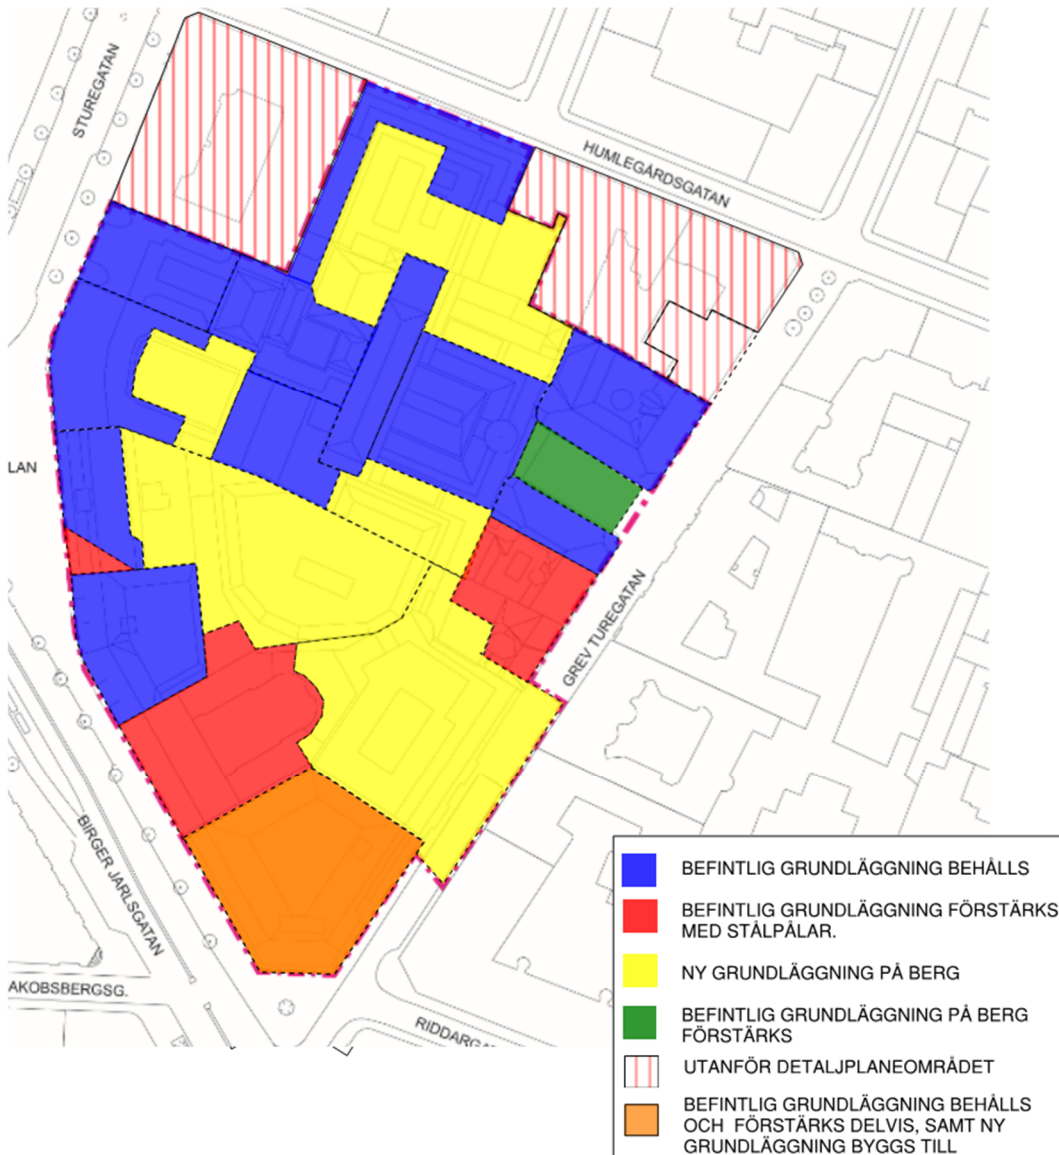 STUREGATAN
HUMLEGÅRDSGATAN
LAN
GREV TUREGATAN
BIRGER JARLSGATAN
AKOBSBERGSG.
RIDDARGA
BEFINTLIG GRUNDLÄGGNING BEHÅLLS
BEFINTLIG GRUNDLÄGGNING FÖRSTÄRKS
MED STÅLPÅLAR.
NY GRUNDLÄGGNING PÅ BERG
BEFINTLIG GRUNDLÄGGNING PÅ BERG
FÖRSTÄRKS
UTANFÖR DETALJPLANEOMRÅDET
BEFINTLIG GRUNDLÄGGNING BEHÅLLS
OCH FÖRSTÄRKS DELVIS, SAMT NY
GRUNDLÄGGNING BYGGS TILL